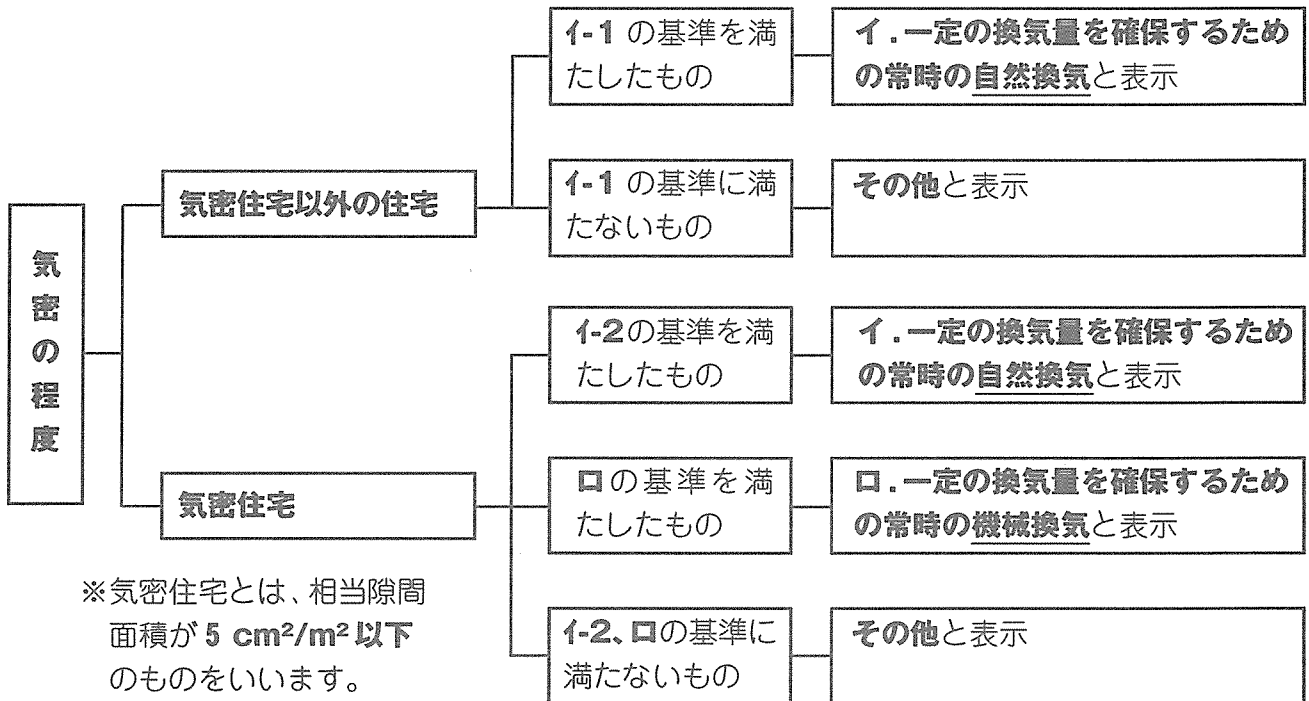 気密の程度
気密住宅以外の住宅
イ-1 の基準を満
たしたもの
イ.一定の換気量を確保するため
の常時の自然換気と表示
イ-1 の基準に満
たないもの
その他と表示
気密住宅
イ-2の基準を満
たしたもの
イ.一定の換気量を確保するため
の常時の自然換気と表示
ロの基準を満
たしたもの
ロ.一定の換気量を確保するため
の常時の機械換気と表示
イ-2、ロの基準に
満たないもの
その他と表示
※気密住宅とは、相当隙間
面積が 5 cm²/m² 以下
のものをいいます。